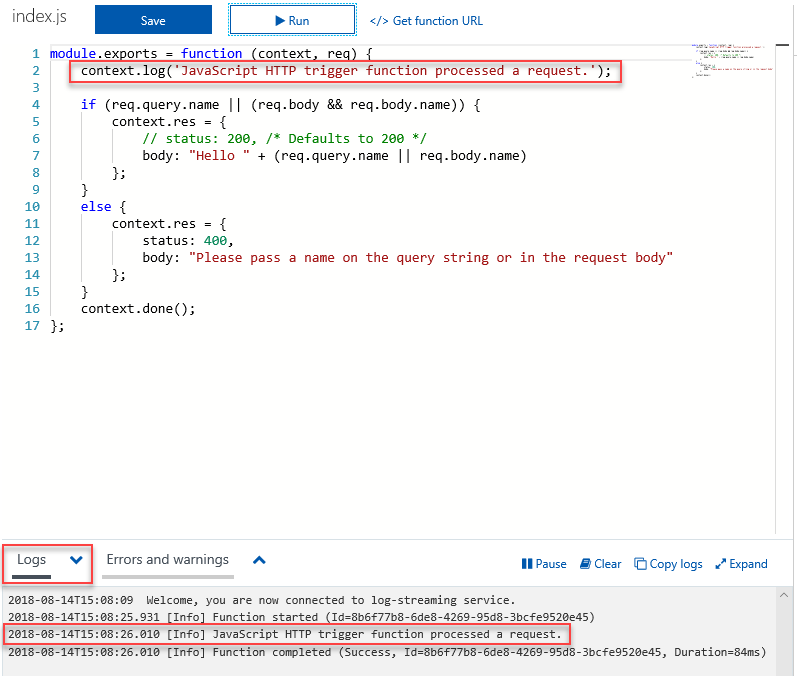 index.js Save Run </> Get function URL
1 module.exports = function (context, req) {
2 context.log('JavaScript HTTP trigger function processed a request.');
3
4 if (req.query.name || (req.body && req.body.name)) {
5 context.res = {
6 // status: 200, /* Defaults to 200 */
7 body: "Hello " + (req.query.name || req.body.name)
8 };
9 }
10 else {
11 context.res = {
12 status: 400,
13 body: "Please pass a name on the query string or in the request body"
14 };
15 }
16 context.done();
17 };
Logs Errors and warnings Pause Clear Copy logs Expand
2018-08-14T15:08:09  Welcome, you are now connected to log-streaming service.
2018-08-14T15:08:25.931 [Info] Function started (Id=8b6f77b8-6de8-4269-95d8-3bcfe9520e45)
2018-08-14T15:08:26.010 [Info] JavaScript HTTP trigger function processed a request.
2018-08-14T15:08:26.010 [Info] Function completed (Success, Id=8b6f77b8-6de8-4269-95d8-3bcfe9520e45, Duration=84ms)